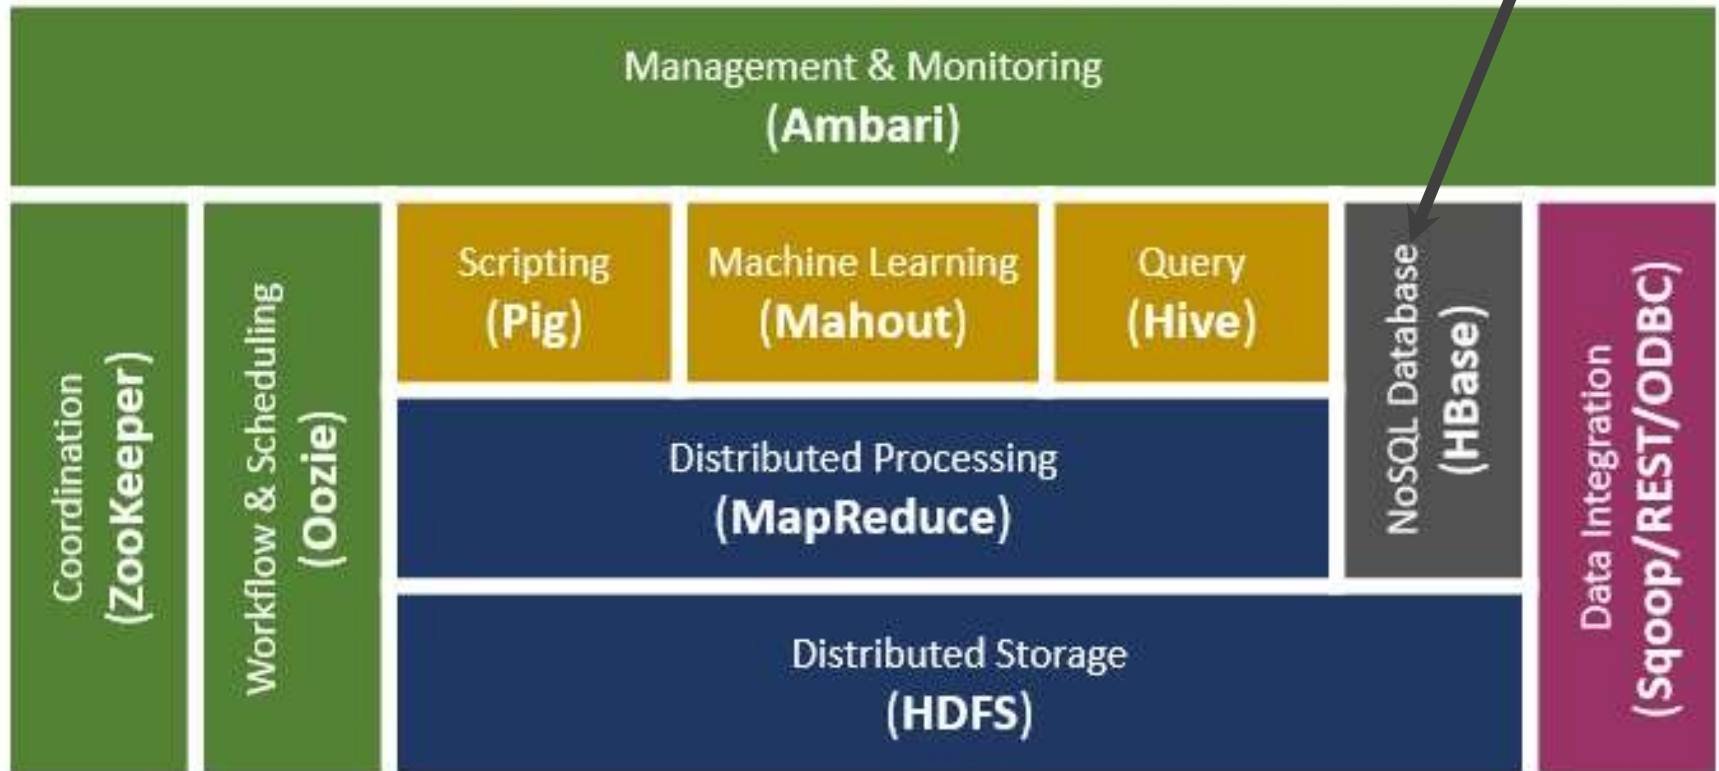 Management & Monitoring
(Ambari)
Coordination
(ZooKeeper)
Workflow & Scheduling
(Oozie)
Scripting
(Pig)
Machine Learning
(Mahout)
Query
(Hive)
Distributed Processing
(MapReduce)
NoSQL Database
(HBase)
Distributed Storage
(HDFS)
Data Integration
(Sqoop/REST/ODBC)